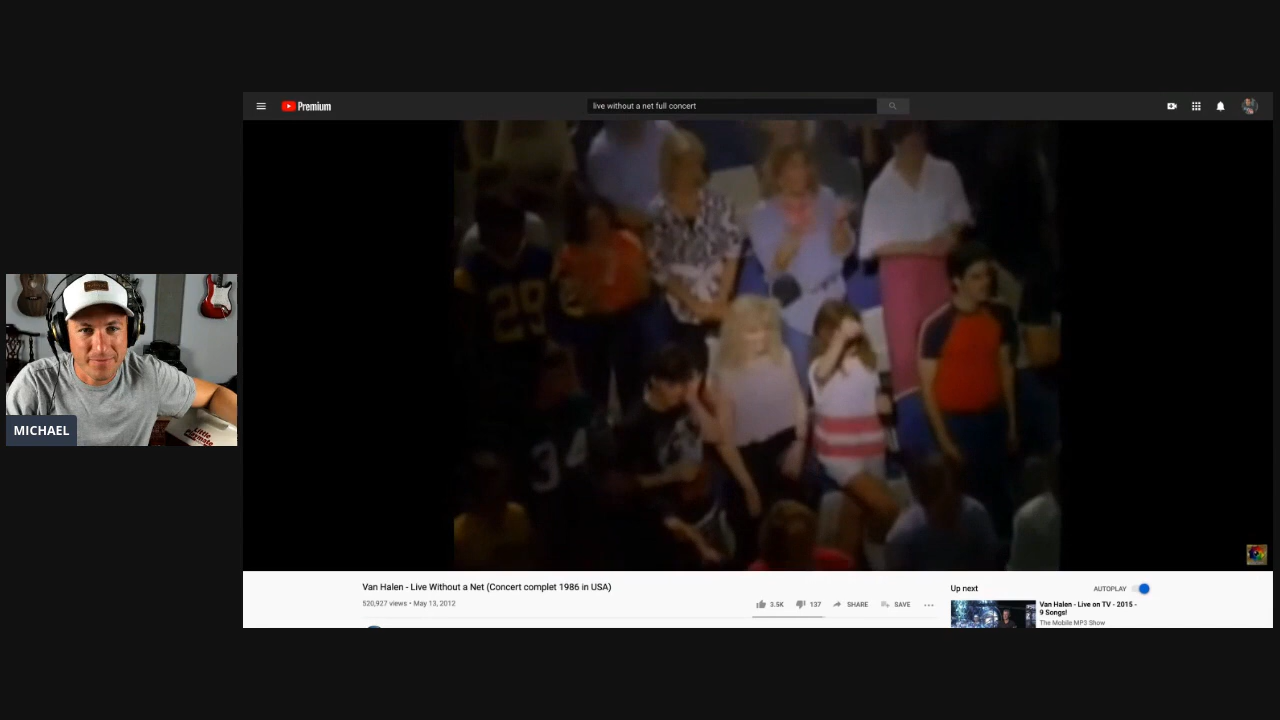 Premium
live without a net full concert
29
34
MICHAEL
Van Halen - Live Without a Net (Concert complet 1986 in USA)
520,927 views • May 13, 2012
3.5K
137
SHARE
SAVE
Up next
AUTOPLAY
Van Halen - Live on TV - 2015 -
9 Songs!
The Mobile MP3 Show